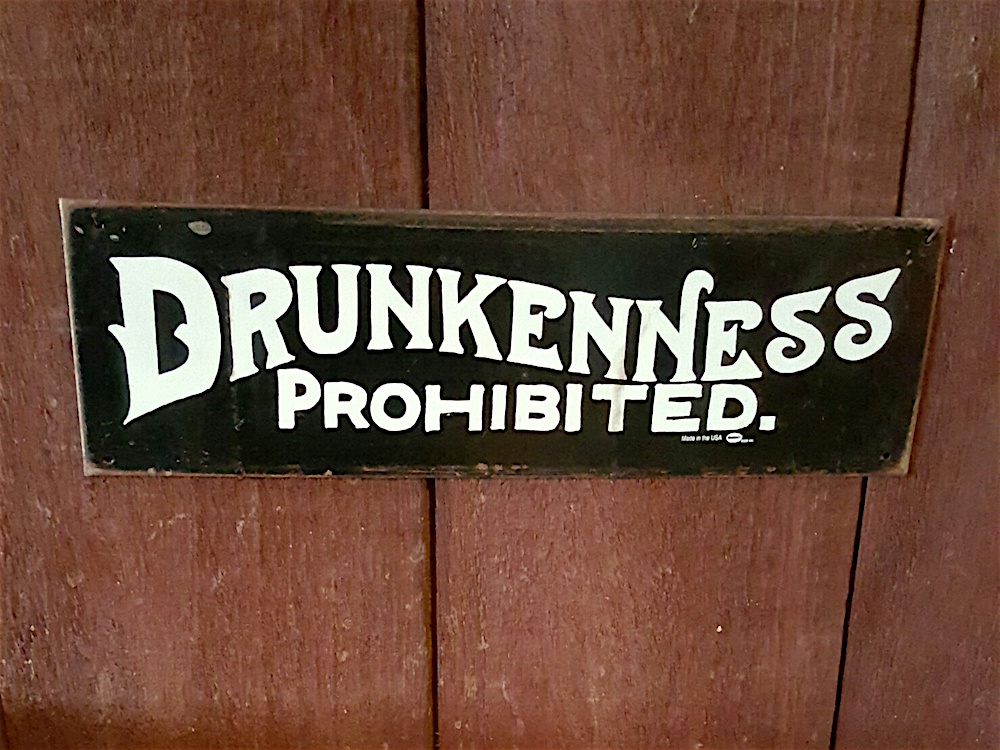 DRUNKENNESS
PROHIBITED.
Made in the USA